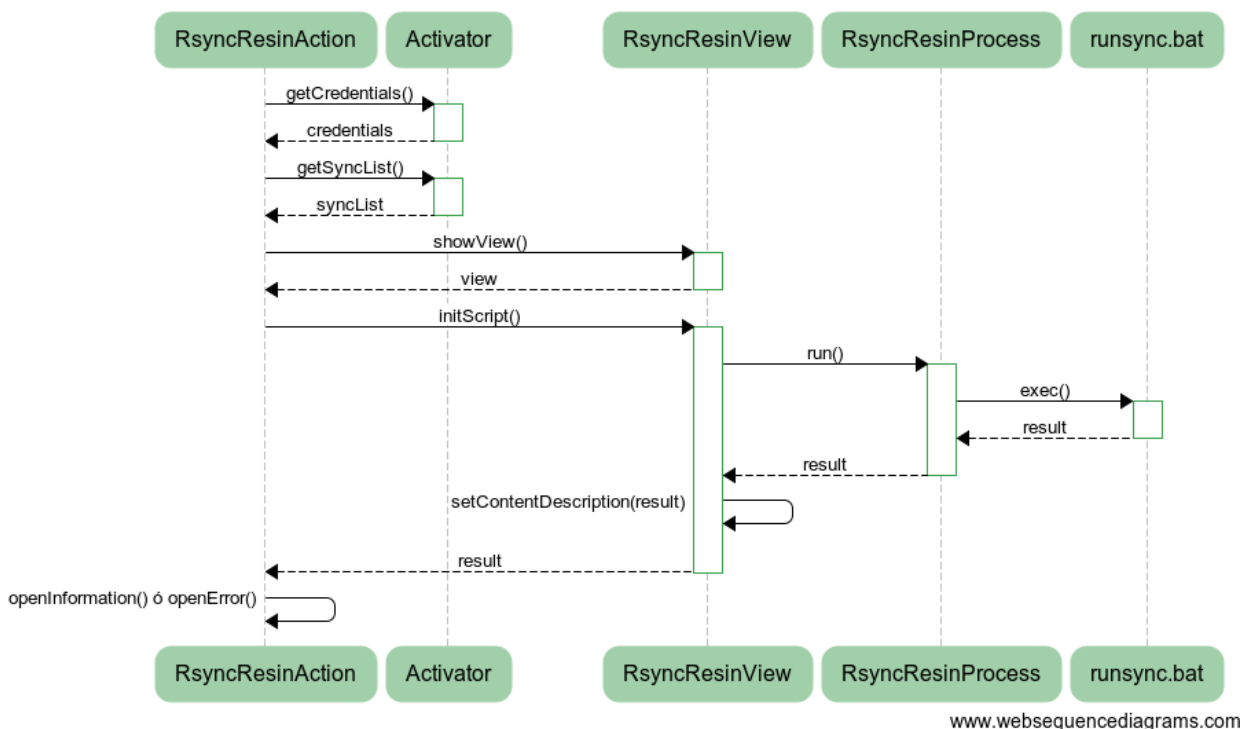 RsyncResinAction
Activator
RsyncResinView
RsyncResinProcess
runsync.bat
getCredentials()
credentials
getSyncList()
syncList
showView()
view
initScript()
run()
exec()
result
result
setContentDescription(result)
result
openInformation() ó openError()
RsyncResinAction
Activator
RsyncResinView
RsyncResinProcess
runsync.bat
www.websequencediagrams.com